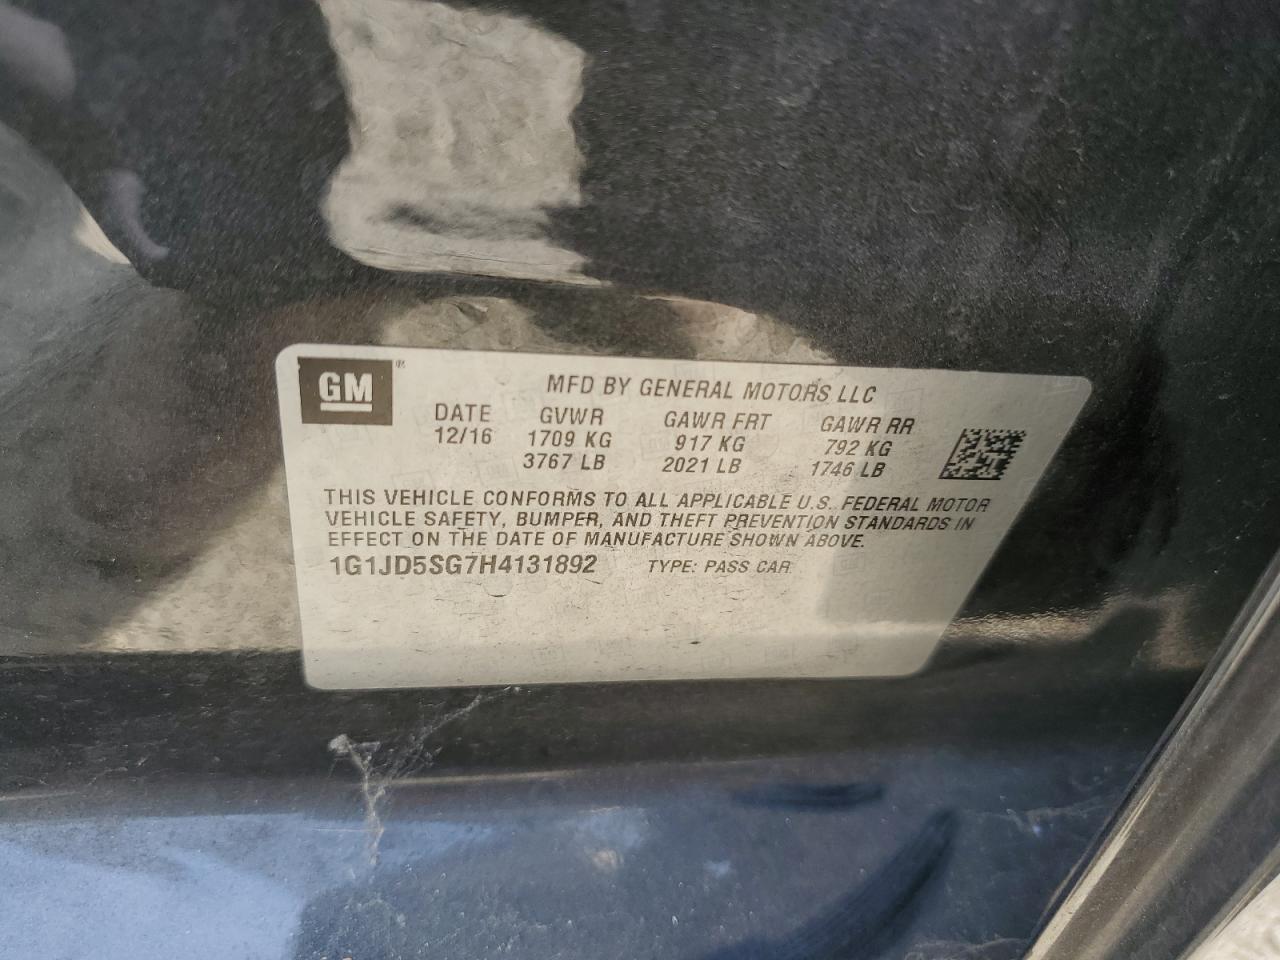 GM®
MFD BY GENERAL MOTORS LLC
DATE GVWR GAWR FRT GAWR RR
12/16 1709 KG 917 KG 792 KG
3767 LB 2021 LB 1746 LB
THIS VEHICLE CONFORMS TO ALL APPLICABLE U.S. FEDERAL MOTOR
VEHICLE SAFETY, BUMPER, AND THEFT PREVENTION STANDARDS IN
EFFECT ON THE DATE OF MANUFACTURE SHOWN ABOVE.
1G1JD5SG7H4131892 TYPE: PASS CAR